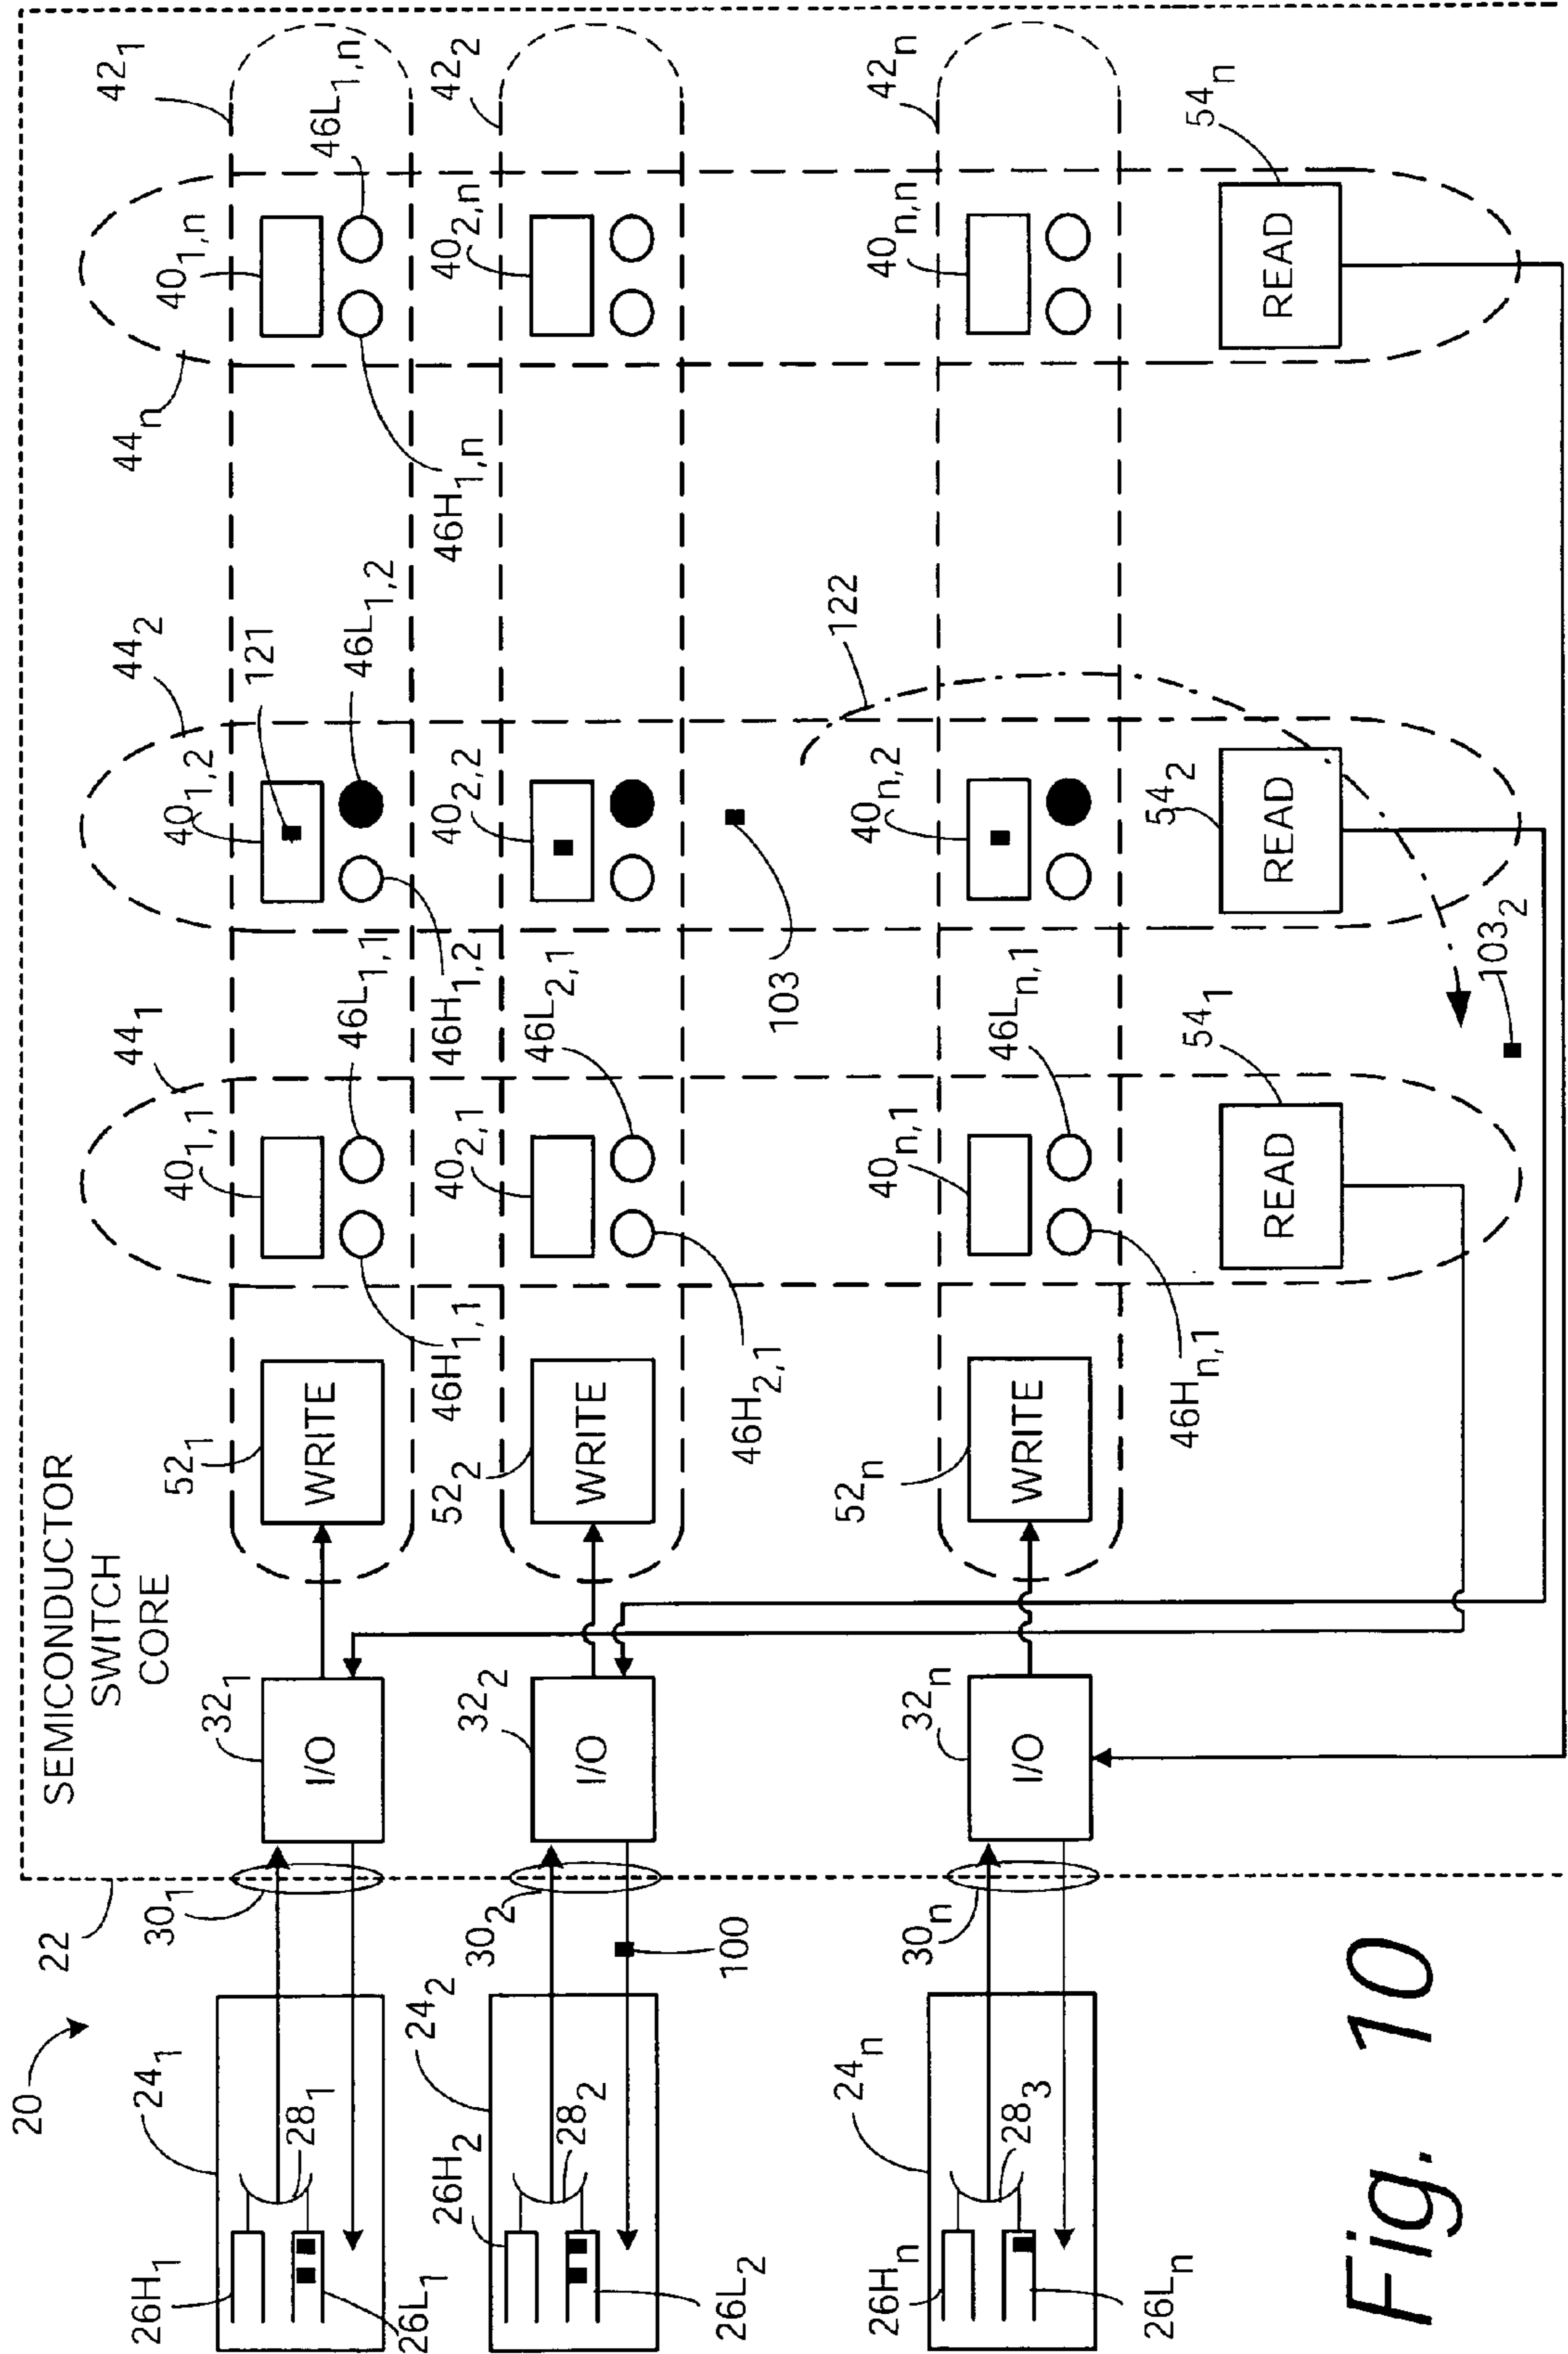 20
22
SEMICONDUCTOR
SWITCH
CORE
24₁
26H₁
26L₁
28₁
30₁
32₁
I/O
52₁
WRITE
44₁
40₁,₁
46H₁,₁
46L₁,₁
44₂
40₁,₂
121
46H₁,₂
46L₁,₂
44ₙ
40₁,ₙ
46H₁,ₙ
46L₁,ₙ
42₁
24₂
26H₂
26L₂
28₂
30₂
100
32₂
I/O
52₂
WRITE
40₂,₁
46H₂,₁
46L₂,₁
40₂,₂
103
40₂,ₙ
42₂
122
24ₙ
26Hₙ
26Lₙ
28₃
30ₙ
32ₙ
I/O
52ₙ
WRITE
40ₙ,₁
46Hₙ,₁
46Lₙ,₁
40ₙ,₂
40ₙ,ₙ
42ₙ
54₁
READ
54₂
READ
54ₙ
READ
103₂
Fig. 10